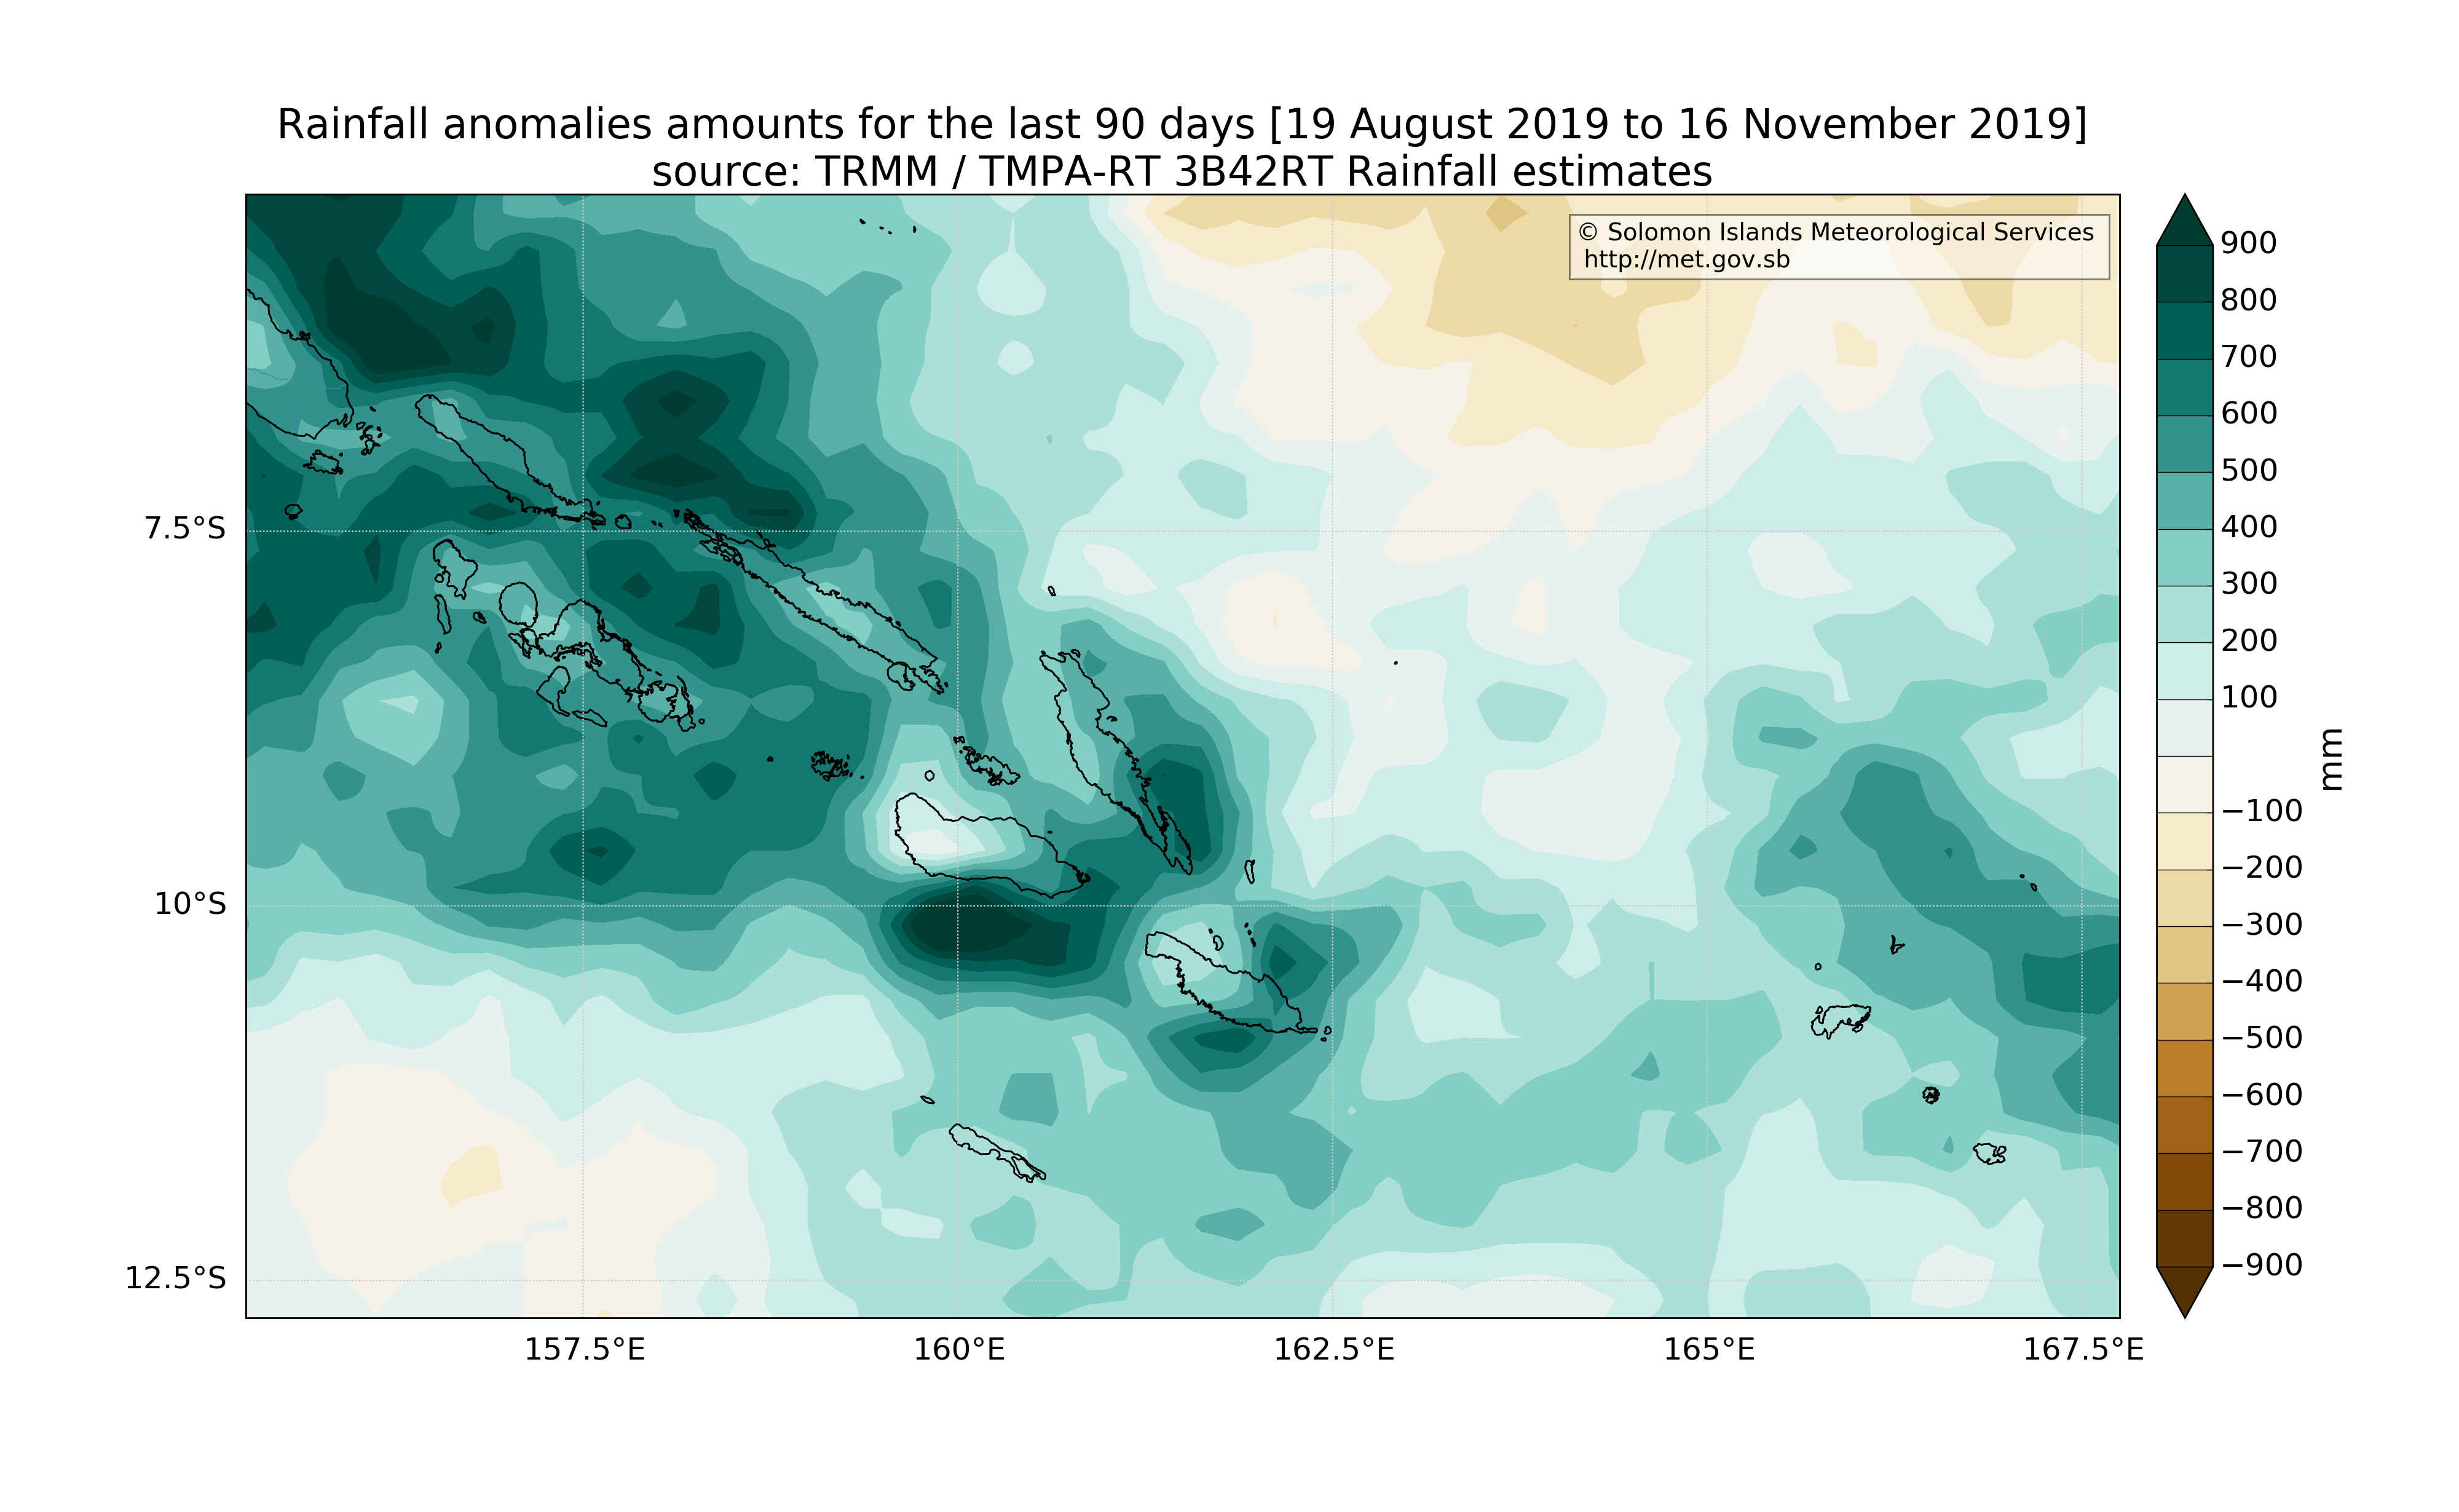 Rainfall anomalies amounts for the last 90 days [19 August 2019 to 16 November 2019]
source: TRMM / TMPA-RT 3B42RT Rainfall estimates
© Solomon Islands Meteorological Services
http://met.gov.sb
7.5°S
10°S
12.5°S
157.5°E
160°E
162.5°E
165°E
167.5°E
900
800
700
600
500
400
300
200
100
−100
−200
−300
−400
−500
−600
−700
−800
−900
mm